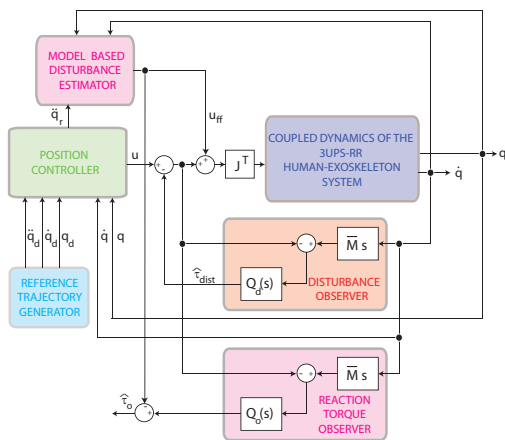 MODEL BASED
DISTURBANCE
ESTIMATOR
q̈r
uff
POSITION
CONTROLLER
u
-
+
+
J^T
COUPLED DYNAMICS OF THE
3UPS-RR
HUMAN-EXOSKELETON
SYSTEM
q
q̇
q̈d
q̇d
qd
q̇
q
REFERENCE
TRAJECTORY
GENERATOR
τ̂dist
- +
M̅ s
Qd(s)
DISTURBANCE
OBSERVER
- +
M̅ s
Qo(s)
REACTION
TORQUE
OBSERVER
τ̂o
- -